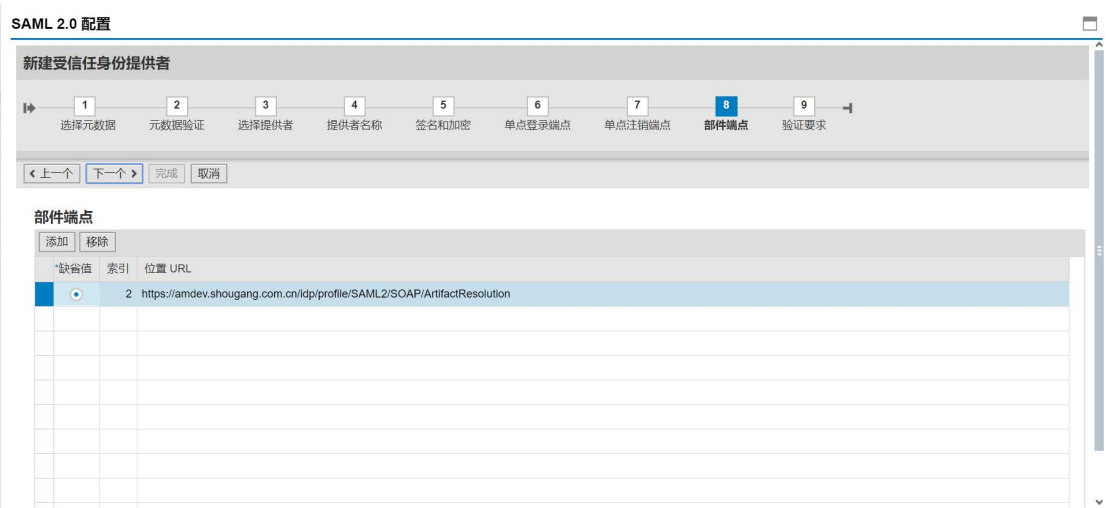 SAML 2.0 配置
新建受信任身份提供者
1 2 3 4 5 6 7 8 9
选择元数据 元数据验证 选择提供者 提供者名称 签名和加密 单点登录端点 单点注销端点 部件端点 验证要求
上一个 下一个 完成 取消
部件端点
添加 移除
*缺省值 索引 位置 URL
2 https://amdev.shougang.com.cn/idp/profile/SAML2/SOAP/ArtifactResolution